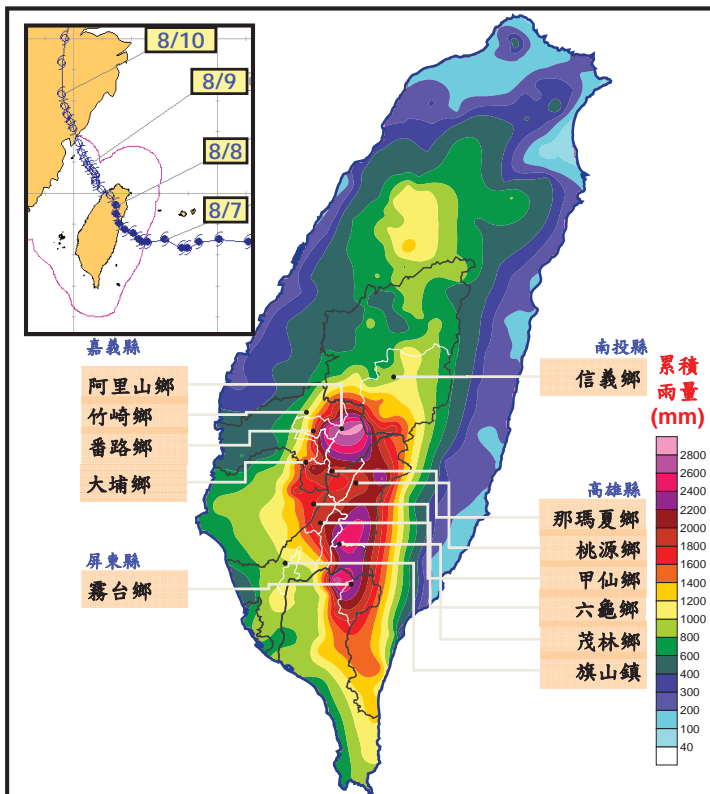 8/10
8/9
8/8
8/7
嘉義縣
阿里山鄉
竹崎鄉
番路鄉
大埔鄉
屏東縣
霧台鄉
南投縣
信義鄉
高雄縣
那瑪夏鄉
桃源鄉
甲仙鄉
六龜鄉
茂林鄉
旗山鎮
累積
雨量
(mm)
2800
2600
2400
2200
2000
1800
1600
1400
1200
1000
800
600
400
300
200
100
40